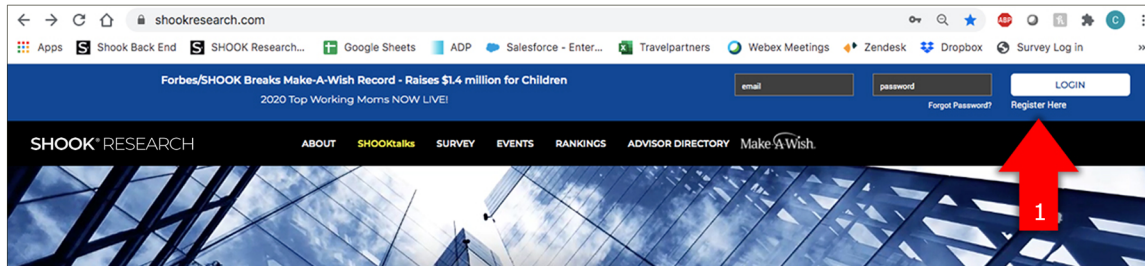 shookresearch.com
ABP
C
Apps
S Shook Back End
S SHOOK Research...
Google Sheets
ADP
Salesforce - Enter...
Travelpartners
Webex Meetings
Zendesk
Dropbox
Survey Log in
»
Forbes/SHOOK Breaks Make-A-Wish Record - Raises $1.4 million for Children
email
password
LOGIN
2020 Top Working Moms NOW LIVE!
Forgot Password?
Register Here
SHOOK® RESEARCH
ABOUT
SHOOKtalks
SURVEY
EVENTS
RANKINGS
ADVISOR DIRECTORY
Make-A-Wish.
1